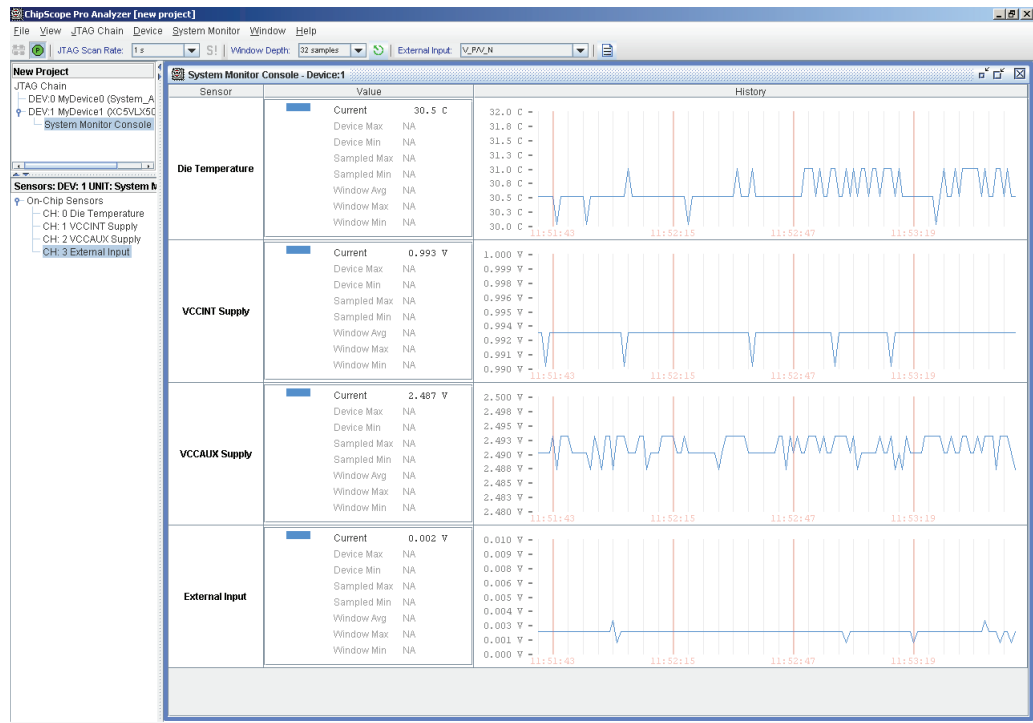 ChipScope Pro Analyzer [new project]
File View JTAG Chain Device System Monitor Window Help
JTAG Scan Rate: 1 s S! Window Depth: 32 samples External Input: V_P/V_N
New Project
JTAG Chain
DEV:0 MyDevice0 (System_A
DEV:1 MyDevice1 (XC5VLX50
System Monitor Console
Sensors: DEV: 1 UNIT: System M
On-Chip Sensors
CH: 0 Die Temperature
CH: 1 VCCINT Supply
CH: 2 VCCAUX Supply
CH: 3 External Input
System Monitor Console - Device:1
Sensor Value History
Die Temperature
Current 30.5 C
Device Max NA
Device Min NA
Sampled Max NA
Sampled Min NA
Window Avg NA
Window Max NA
Window Min NA
32.0 C
31.8 C
31.5 C
31.3 C
31.0 C
30.8 C
30.5 C
30.3 C
30.0 C
11:51:43 11:52:15 11:52:47 11:53:19
VCCINT Supply
Current 0.993 V
Device Max NA
Device Min NA
Sampled Max NA
Sampled Min NA
Window Avg NA
Window Max NA
Window Min NA
1.000 V
0.999 V
0.998 V
0.996 V
0.995 V
0.994 V
0.992 V
0.991 V
0.990 V
11:51:43 11:52:15 11:52:47 11:53:19
VCCAUX Supply
Current 2.487 V
Device Max NA
Device Min NA
Sampled Max NA
Sampled Min NA
Window Avg NA
Window Max NA
Window Min NA
2.500 V
2.498 V
2.495 V
2.493 V
2.490 V
2.488 V
2.485 V
2.483 V
2.480 V
11:51:43 11:52:15 11:52:47 11:53:19
External Input
Current 0.002 V
Device Max NA
Device Min NA
Sampled Max NA
Sampled Min NA
Window Avg NA
Window Max NA
Window Min NA
0.010 V
0.009 V
0.008 V
0.006 V
0.005 V
0.004 V
0.003 V
0.001 V
0.000 V
11:51:43 11:52:15 11:52:47 11:53:19